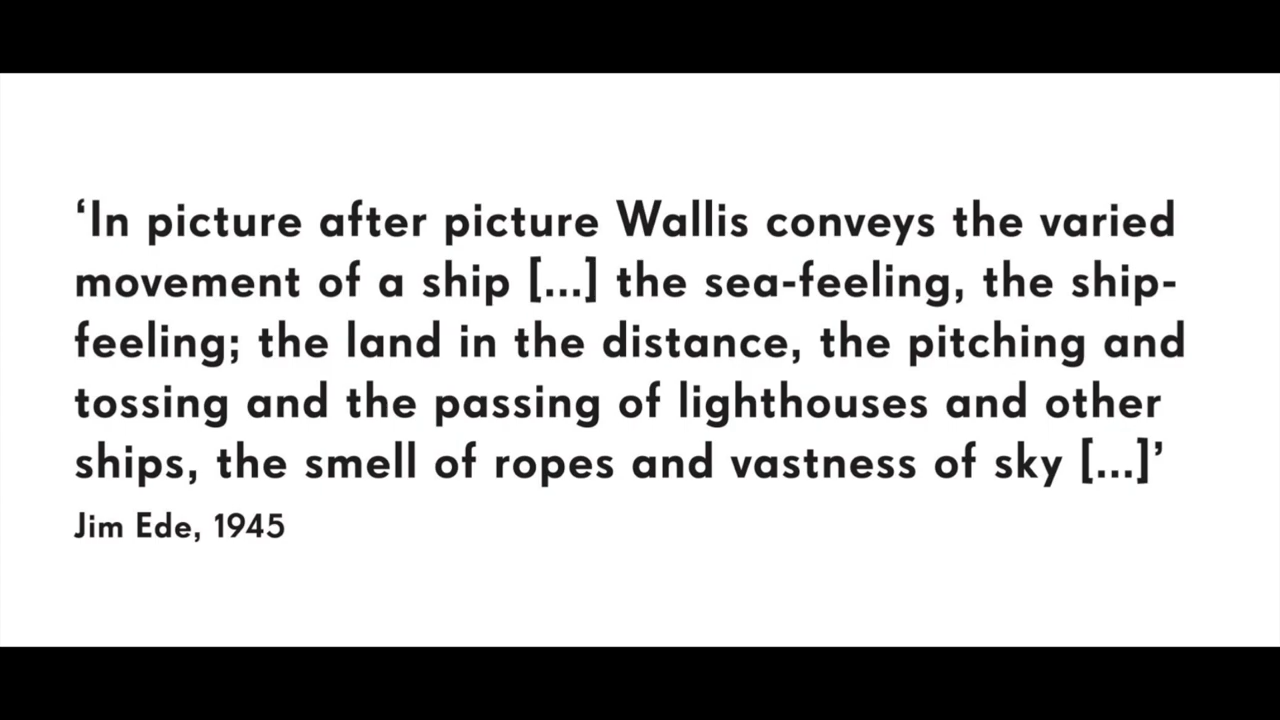 ‘In picture after picture Wallis conveys the varied
movement of a ship [...] the sea-feeling, the ship-
feeling; the land in the distance, the pitching and
tossing and the passing of lighthouses and other
ships, the smell of ropes and vastness of sky [...]’
Jim Ede, 1945